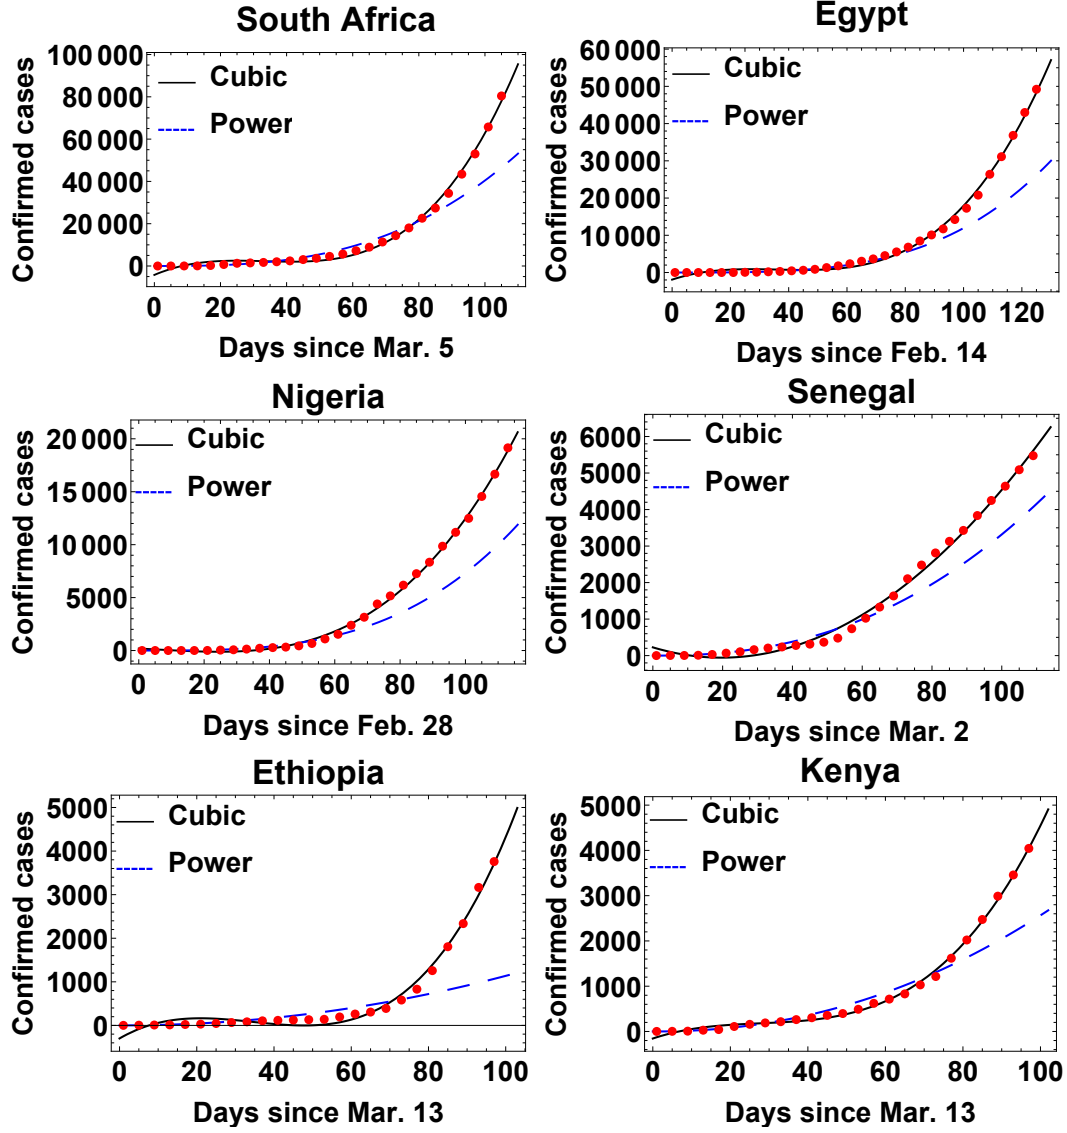 South Africa
Confirmed cases
100 000
80 000
60 000
40 000
20 000
0
Cubic
Power
0 20 40 60 80 100
Days since Mar. 5
Egypt
Confirmed cases
60 000
50 000
40 000
30 000
20 000
10 000
0
Cubic
Power
0 20 40 60 80 100 120
Days since Feb. 14
Nigeria
Confirmed cases
20 000
15 000
10 000
5000
0
Cubic
Power
0 20 40 60 80 100
Days since Feb. 28
Senegal
Confirmed cases
6000
5000
4000
3000
2000
1000
0
Cubic
Power
0 20 40 60 80 100
Days since Mar. 2
Ethiopia
Confirmed cases
5000
4000
3000
2000
1000
0
Cubic
Power
0 20 40 60 80 100
Days since Mar. 13
Kenya
Confirmed cases
5000
4000
3000
2000
1000
0
Cubic
Power
0 20 40 60 80 100
Days since Mar. 13